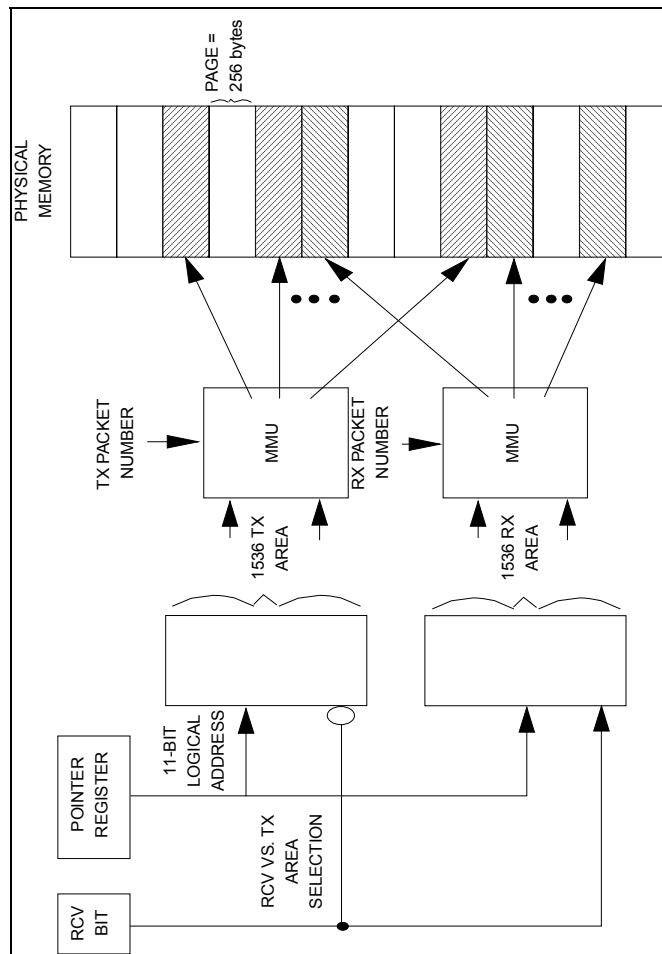 PHYSICAL
MEMORY
PAGE =
256 bytes
TX PACKET
NUMBER
MMU
RX PACKET
NUMBER
MMU
1536 TX
AREA
1536 RX
AREA
11-BIT
LOGICAL
ADDRESS
RCV VS. TX
AREA
SELECTION
POINTER
REGISTER
RCV
BIT